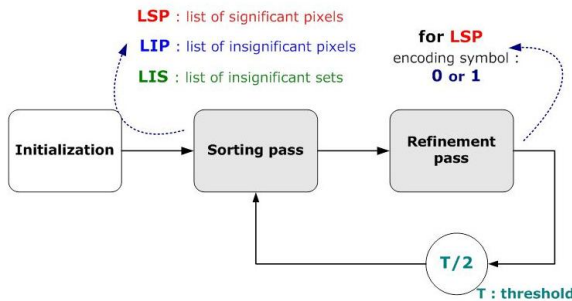 LSP : list of significant pixels
LIP : list of insignificant pixels
LIS : list of insignificant sets
for LSP
encoding symbol :
0 or 1
Initialization
Sorting pass
Refinement
pass
T/2
T : threshold